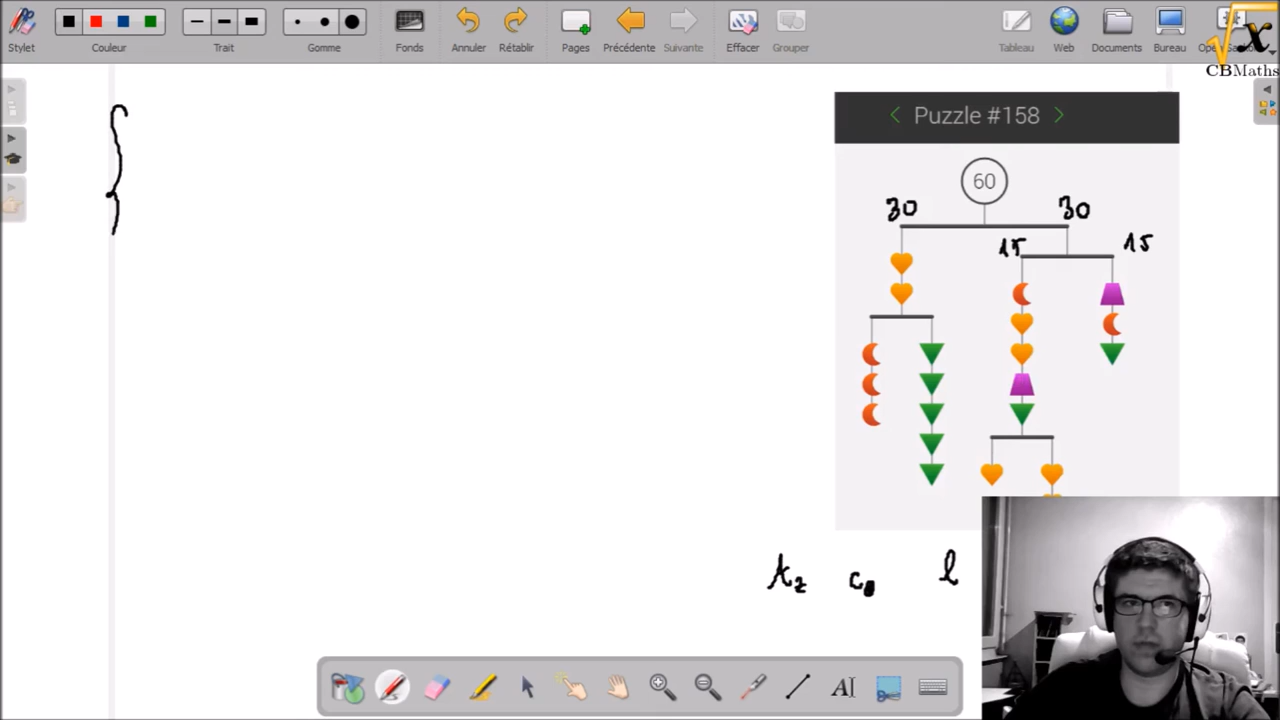 Stylet
Couleur
Trait
Gomme
Fonds
Annuler
Rétablir
Pages
Précédente
Suivante
Effacer
Grouper
Tableau
Web
Documents
Bureau
x
CBMaths
< Puzzle #158 >
60
30 30
15 15
l
AI